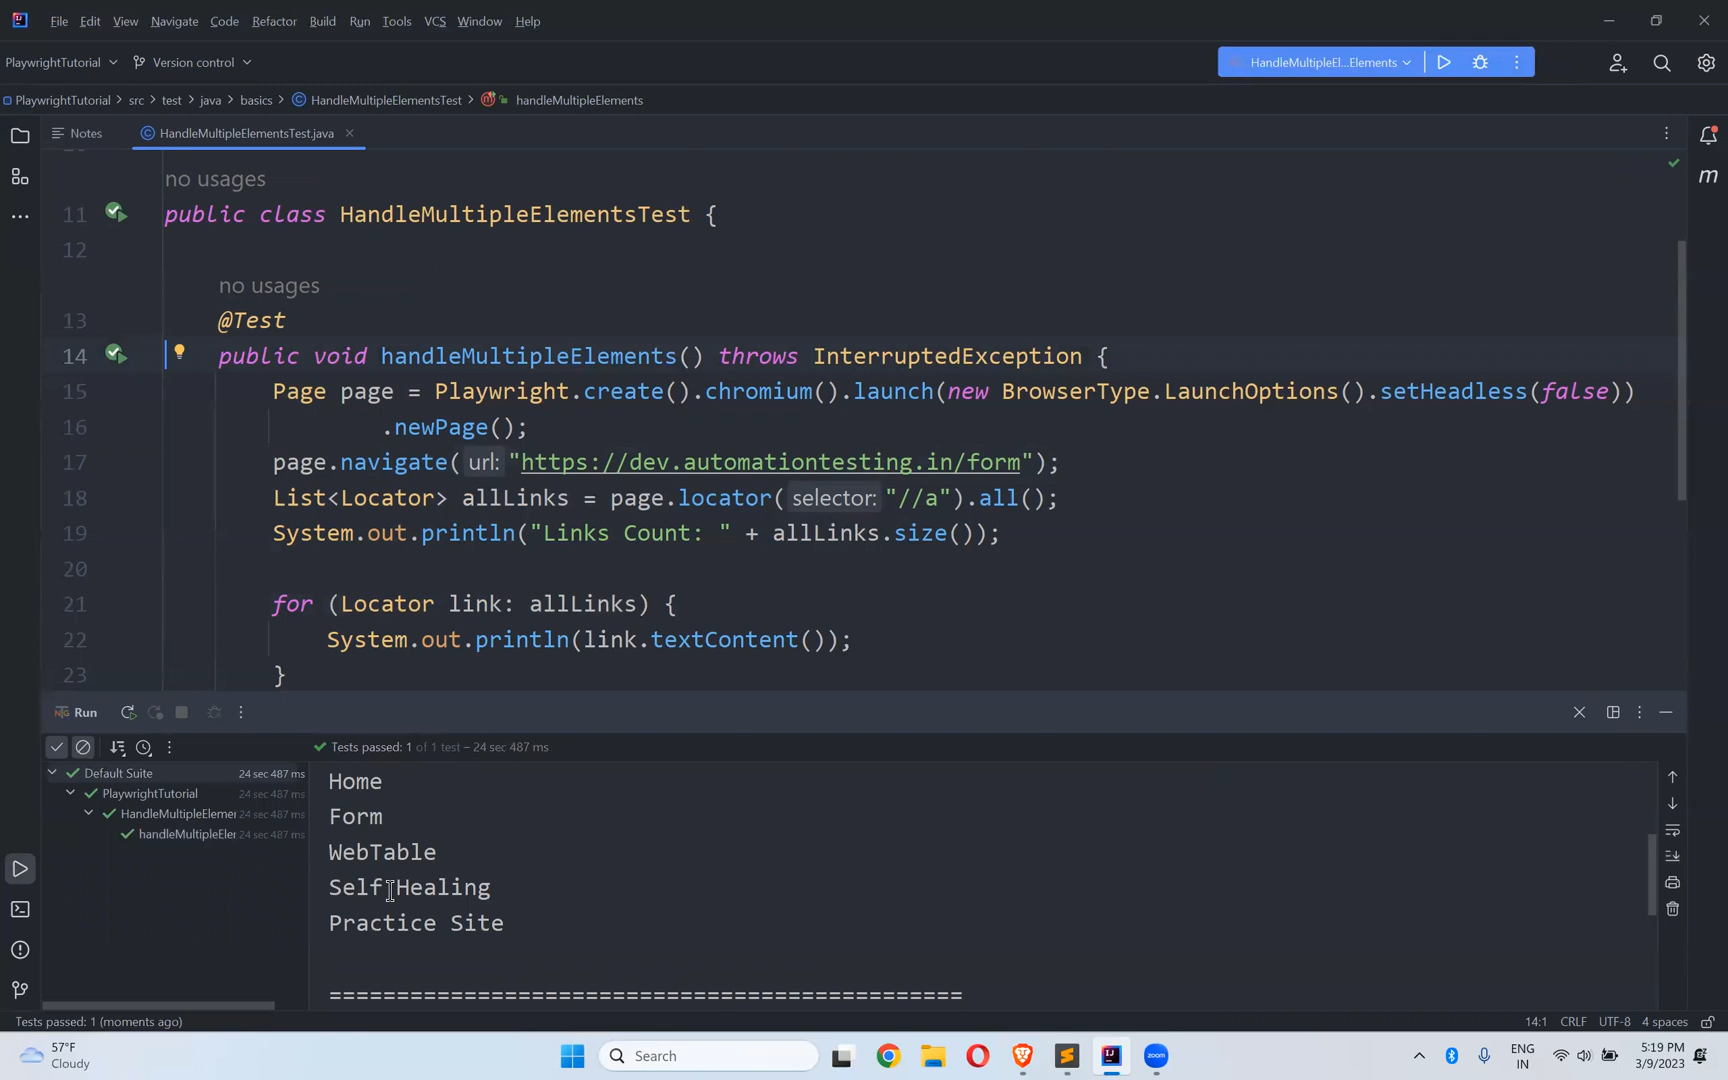 File Edit View Navigate Code Refactor Build Run Tools VCS Window Help
PlaywrightTutorial Version control HandleMultipleEl...Elements
PlaywrightTutorial > src > test > java > basics > HandleMultipleElementsTest > handleMultipleElements
Notes HandleMultipleElementsTest.java
no usages
11 public class HandleMultipleElementsTest {
12
no usages
13 @Test
14 public void handleMultipleElements() throws InterruptedException {
15 Page page = Playwright.create().chromium().launch(new BrowserType.LaunchOptions().setHeadless(false))
16 .newPage();
17 page.navigate( url: "https://dev.automationtesting.in/form");
18 List<Locator> allLinks = page.locator( selector: "//a").all();
19 System.out.println("Links Count: " + allLinks.size());
20
21 for (Locator link: allLinks) {
22 System.out.println(link.textContent());
23 }
Run
Tests passed: 1 of 1 test – 24 sec 487 ms
Default Suite 24 sec 487 ms
PlaywrightTutorial 24 sec 487 ms
HandleMultipleEleme 24 sec 487 ms
handleMultipleEle 24 sec 487 ms
Home
Form
WebTable
Self Healing
Practice Site
===============================================
Tests passed: 1 (moments ago) 14:1 CRLF UTF-8 4 spaces
57°F
Cloudy
Search
zoom
ENG
IN
5:19 PM
3/9/2023